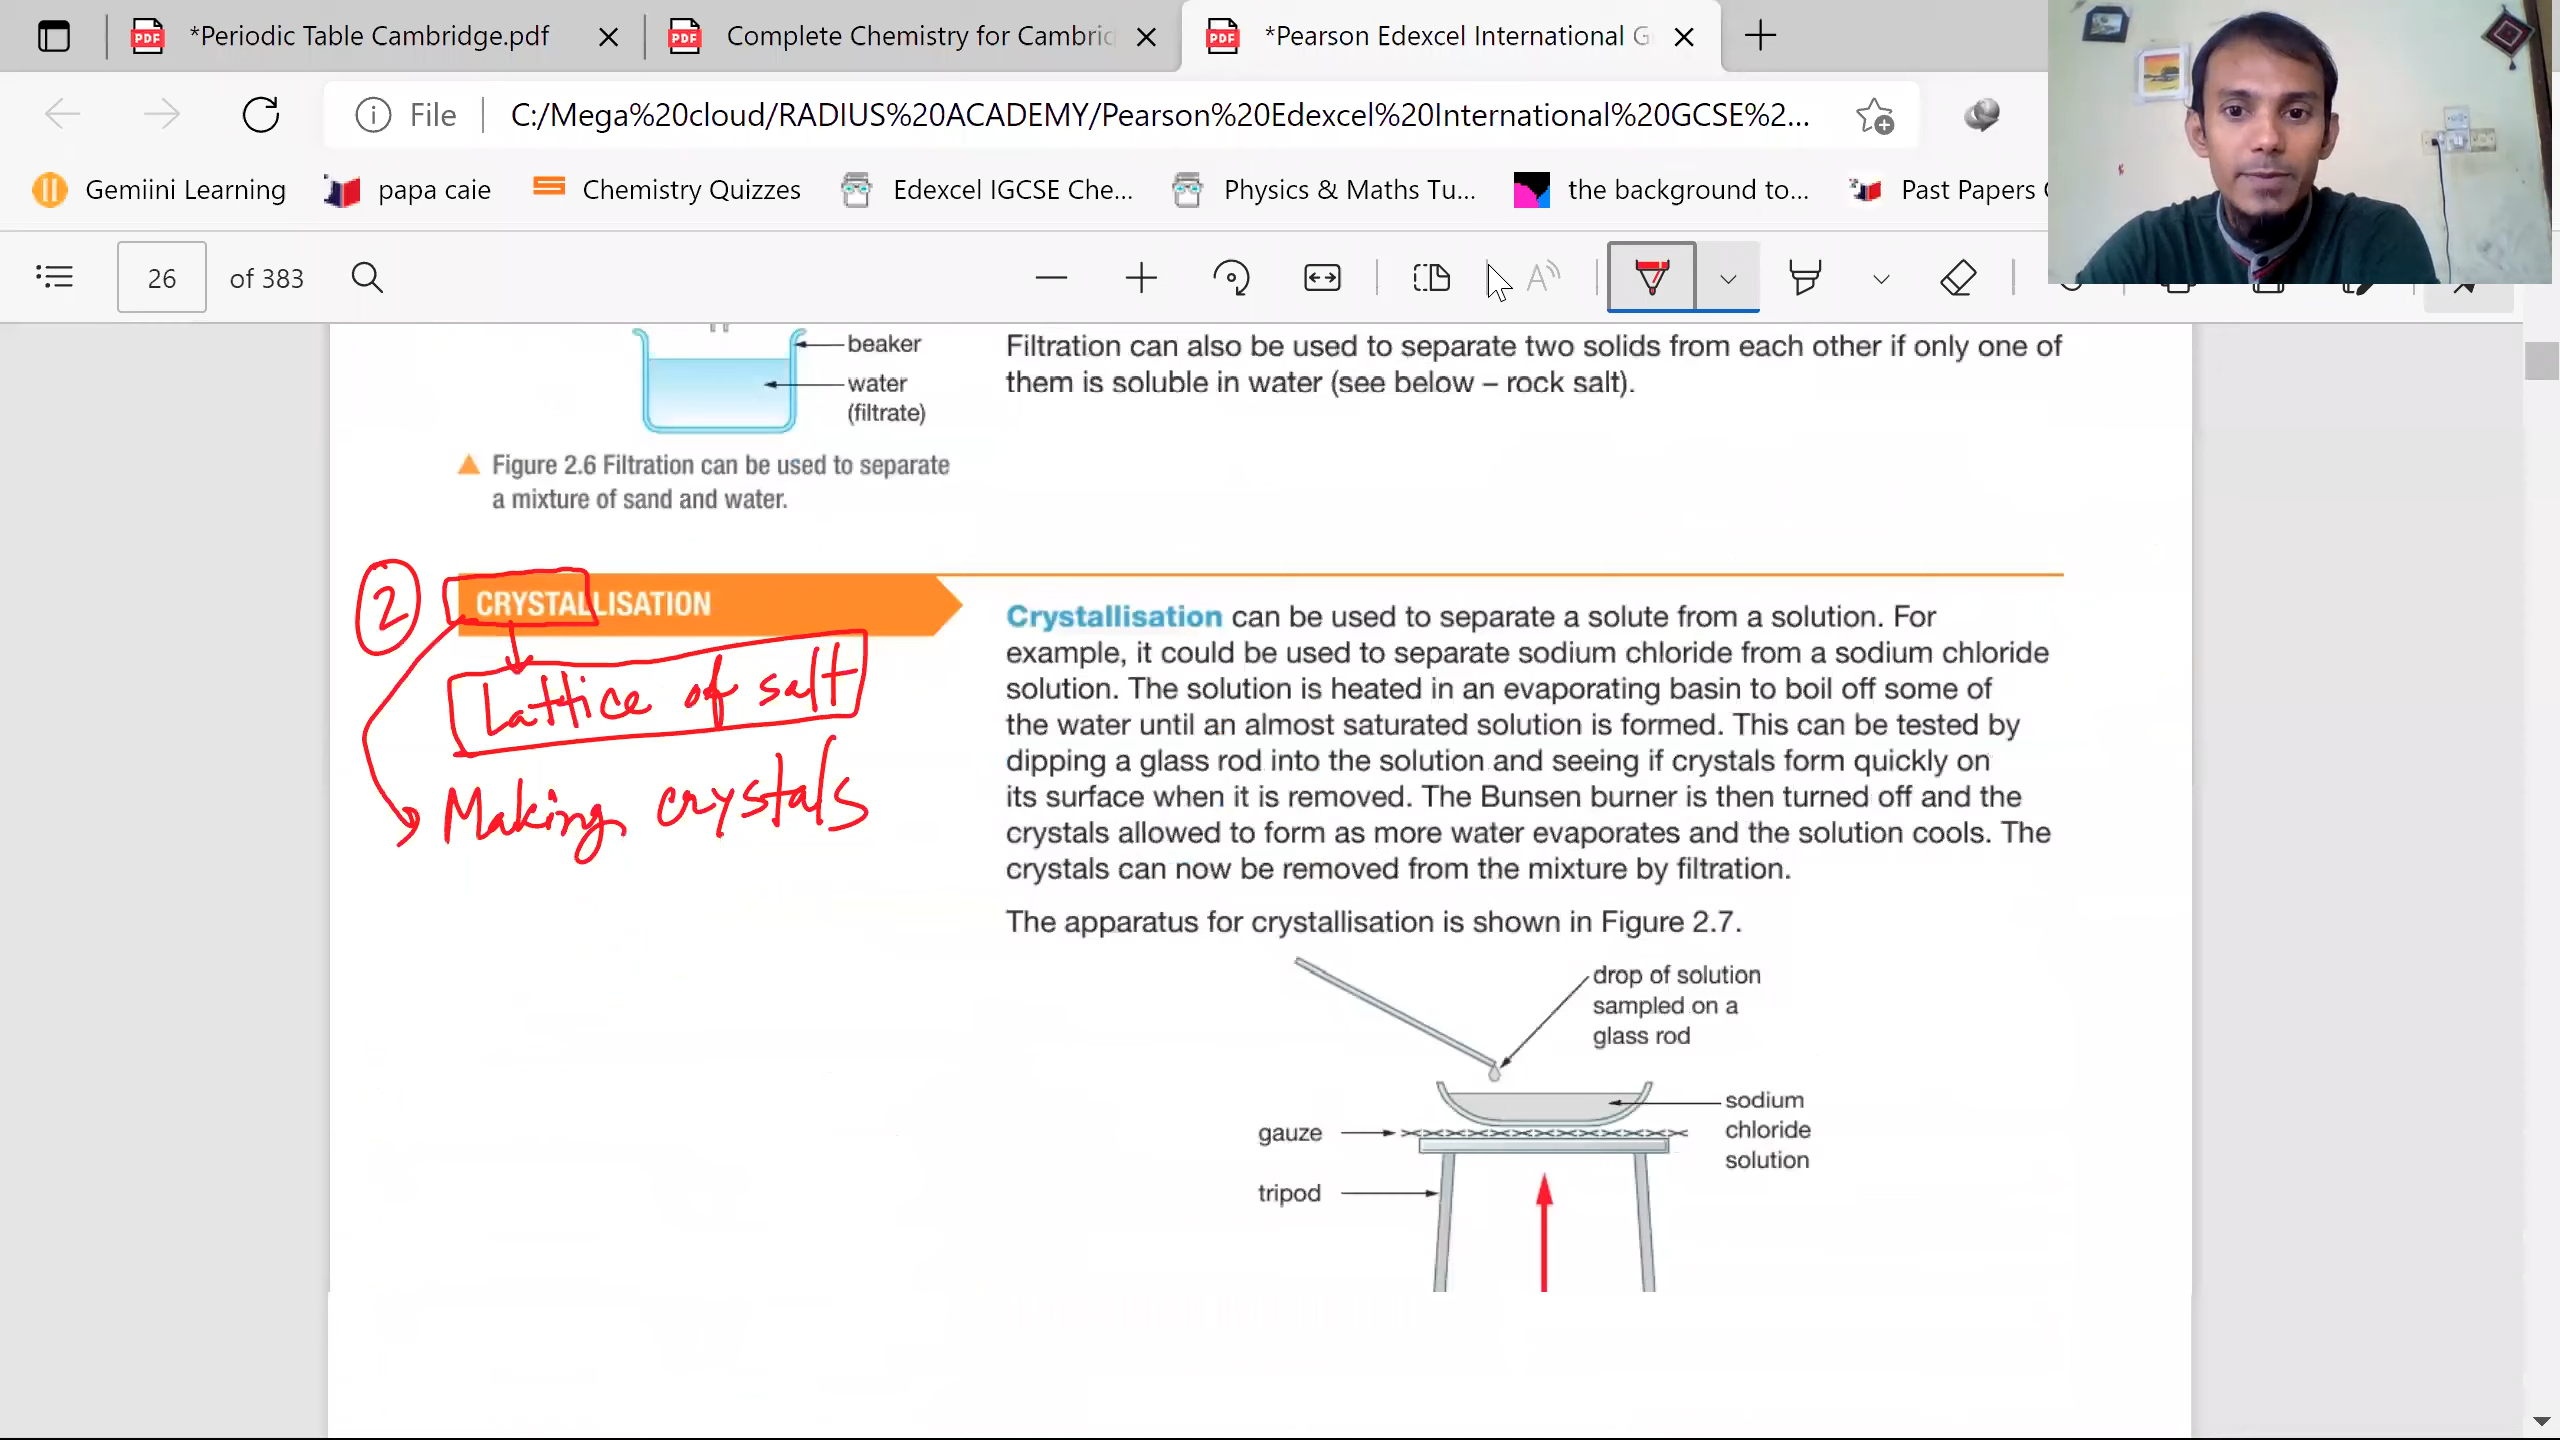 *Periodic Table Cambridge.pdf
Complete Chemistry for Cambri
*Pearson Edexcel International G
File
C:/Mega%20cloud/RADIUS%20ACADEMY/Pearson%20Edexcel%20International%20GCSE%2...
Gemiini Learning
papa caie
Chemistry Quizzes
Edexcel IGCSE Che...
Physics & Maths Tu...
the background to...
Past Papers
26 of 383
beaker
water
(filtrate)
Figure 2.6 Filtration can be used to separate
a mixture of sand and water.
Filtration can also be used to separate two solids from each other if only one of
them is soluble in water (see below – rock salt).
2
CRYSTALLISATION
Lattice of salt
Making crystals
Crystallisation can be used to separate a solute from a solution. For
example, it could be used to separate sodium chloride from a sodium chloride
solution. The solution is heated in an evaporating basin to boil off some of
the water until an almost saturated solution is formed. This can be tested by
dipping a glass rod into the solution and seeing if crystals form quickly on
its surface when it is removed. The Bunsen burner is then turned off and the
crystals allowed to form as more water evaporates and the solution cools. The
crystals can now be removed from the mixture by filtration.
The apparatus for crystallisation is shown in Figure 2.7.
drop of solution
sampled on a
glass rod
gauze
tripod
sodium
chloride
solution